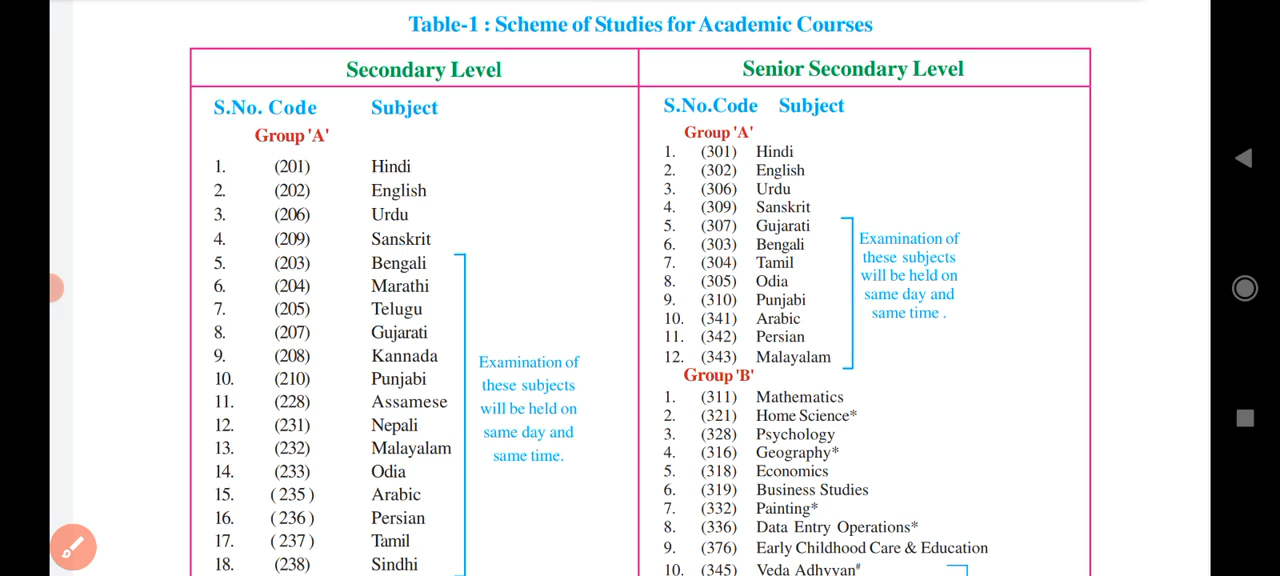 Table-1 : Scheme of Studies for Academic Courses
Secondary Level
S.No. Code Subject
Group 'A'
1. (201) Hindi
2. (202) English
3. (206) Urdu
4. (209) Sanskrit
5. (203) Bengali
6. (204) Marathi
7. (205) Telugu
8. (207) Gujarati
9. (208) Kannada
10. (210) Punjabi
11. (228) Assamese
12. (231) Nepali
13. (232) Malayalam
14. (233) Odia
15. (235) Arabic
16. (236) Persian
17. (237) Tamil
18. (238) Sindhi
Examination of
these subjects
will be held on
same day and
same time.
Senior Secondary Level
S.No.Code Subject
Group 'A'
1. (301) Hindi
2. (302) English
3. (306) Urdu
4. (309) Sanskrit
5. (307) Gujarati
6. (303) Bengali
7. (304) Tamil
8. (305) Odia
9. (310) Punjabi
10. (341) Arabic
11. (342) Persian
12. (343) Malayalam
Examination of
these subjects
will be held on
same day and
same time .
Group 'B'
1. (311) Mathematics
2. (321) Home Science*
3. (328) Psychology
4. (316) Geography*
5. (318) Economics
6. (319) Business Studies
7. (332) Painting*
8. (336) Data Entry Operations*
9. (376) Early Childhood Care & Education
10. (345) Veda Adhyyan#